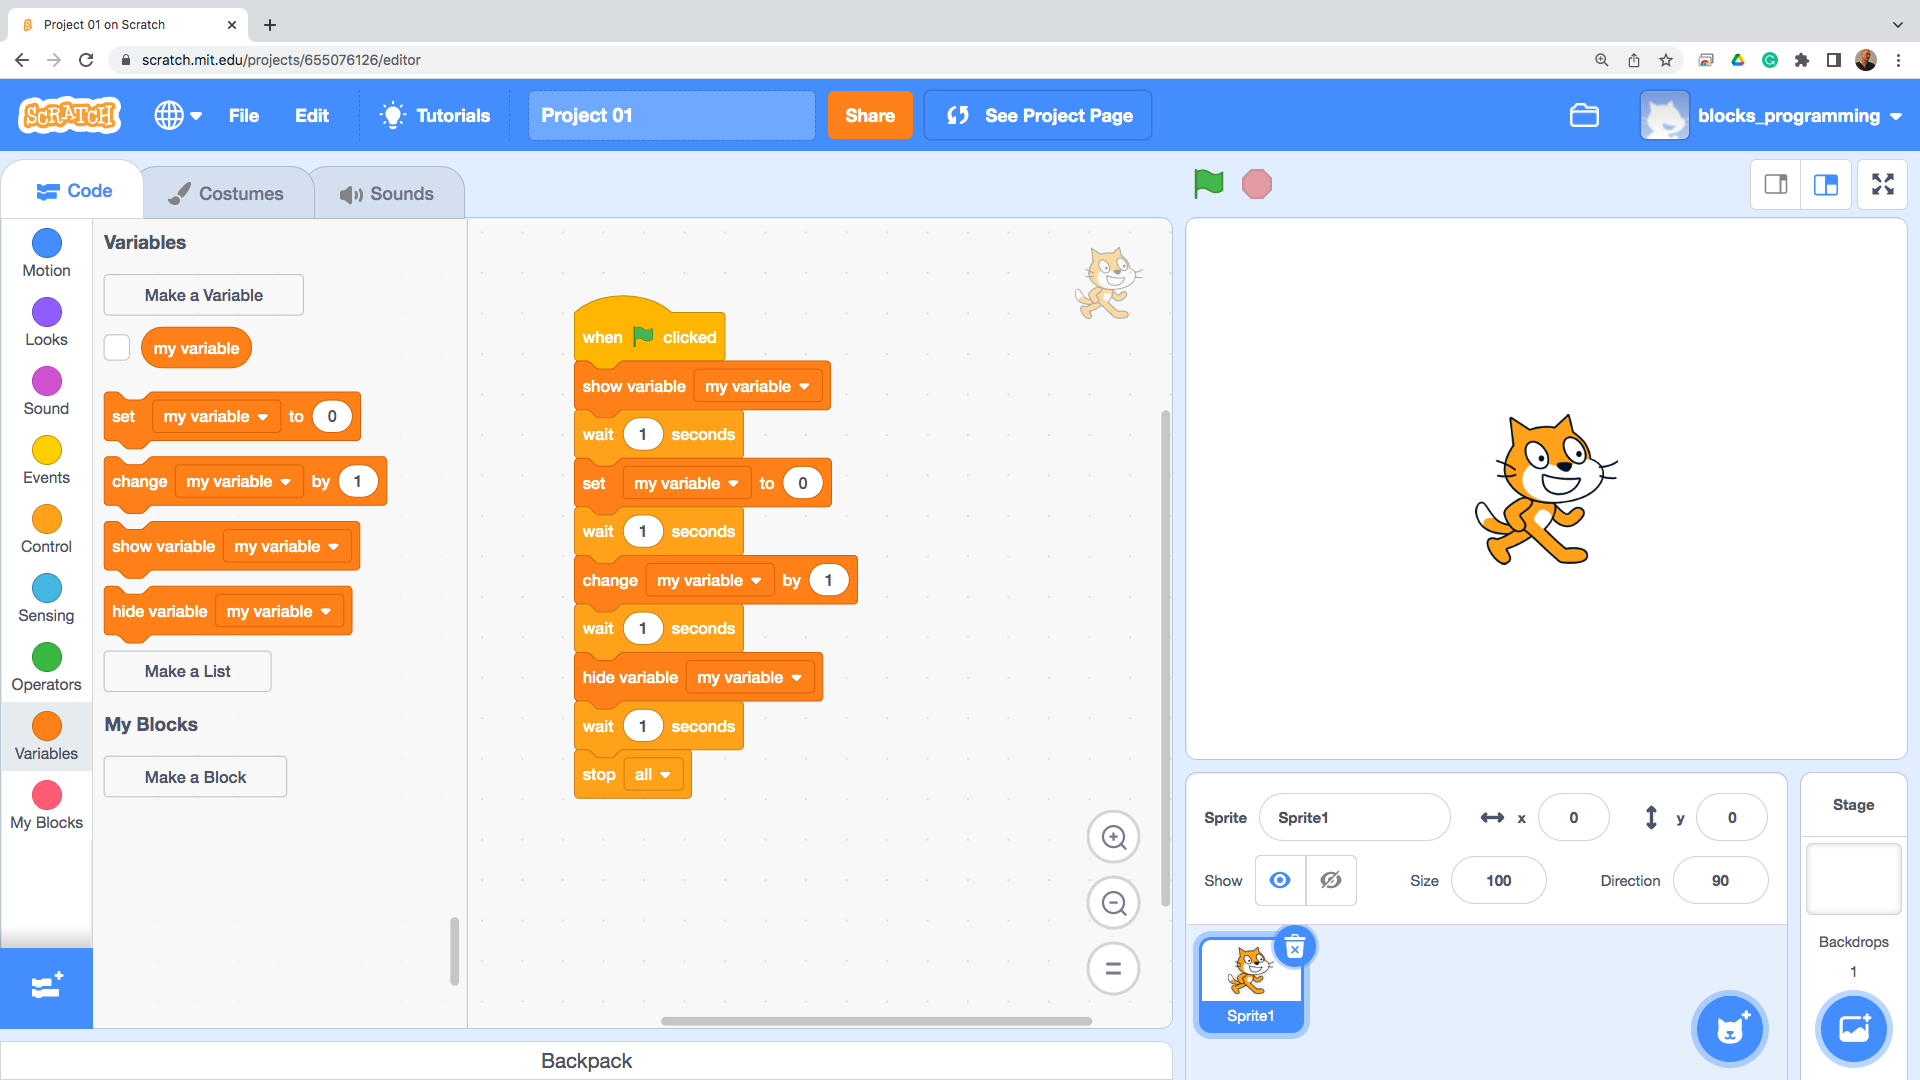 Project 01 on Scratch
scratch.mit.edu/projects/655076126/editor
SCRATCH
File
Edit
Tutorials
Project 01
Share
See Project Page
blocks_programming
Code
Costumes
Sounds
Motion
Looks
Sound
Events
Control
Sensing
Operators
Variables
My Blocks
Variables
Make a Variable
my variable
set my variable to 0
change my variable by 1
show variable my variable
hide variable my variable
Make a List
My Blocks
Make a Block
when clicked
show variable my variable
wait 1 seconds
set my variable to 0
wait 1 seconds
change my variable by 1
wait 1 seconds
hide variable my variable
wait 1 seconds
stop all
Backpack
Sprite Sprite1 x 0 y 0
Show Size 100 Direction 90
Sprite1
Stage
Backdrops
1